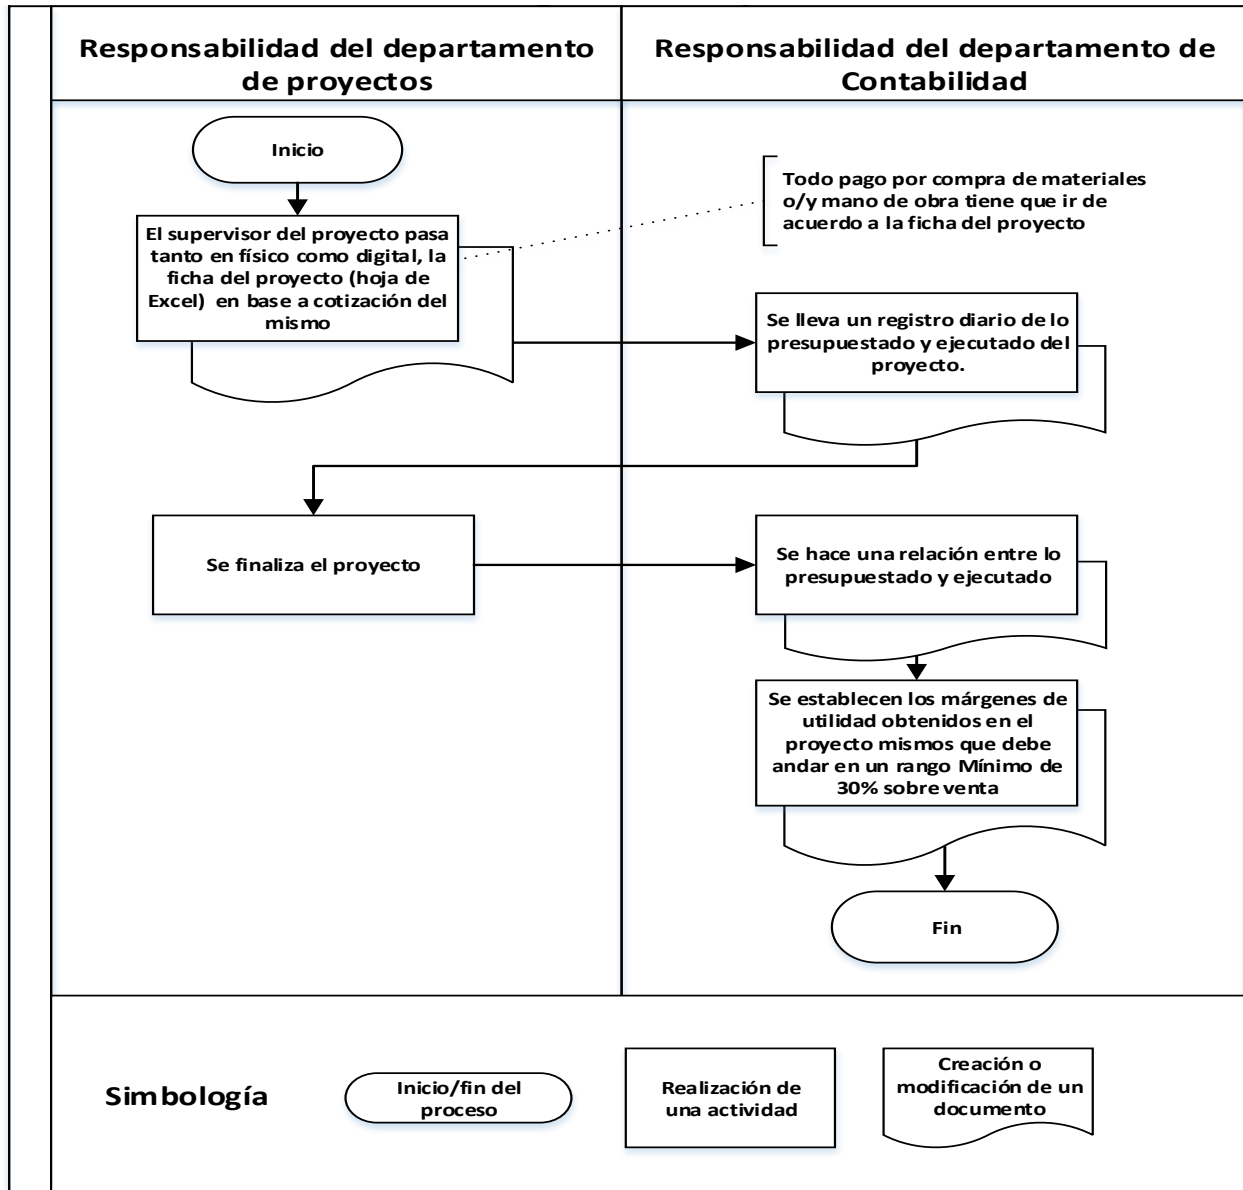 Responsabilidad del departamento
de proyectos
Responsabilidad del departamento de
Contabilidad
Inicio
Todo pago por compra de materiales
o/y mano de obra tiene que ir de
acuerdo a la ficha del proyecto
El supervisor del proyecto pasa
tanto en físico como digital, la
ficha del proyecto (hoja de
Excel) en base a cotización del
mismo
Se lleva un registro diario de lo
presupuestado y ejecutado del
proyecto.
Se finaliza el proyecto
Se hace una relación entre lo
presupuestado y ejecutado
Se establecen los márgenes de
utilidad obtenidos en el
proyecto mismos que debe
andar en un rango Mínimo de
30% sobre venta
Fin
Simbología
Inicio/fin del
proceso
Realización de
una actividad
Creación o
modificación de un
documento